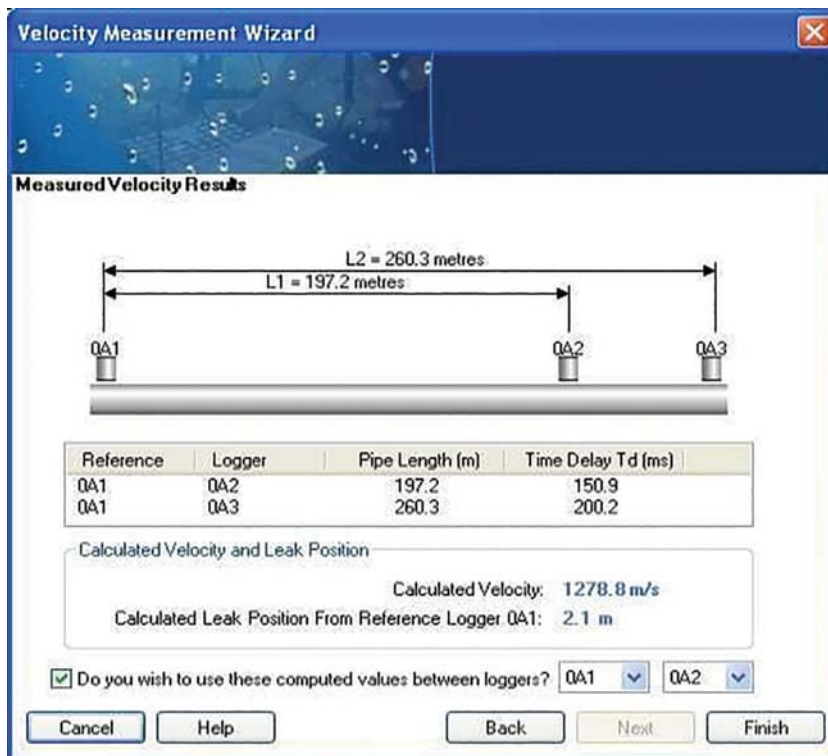 Velocity Measurement Wizard
Measured Velocity Results
L2 = 260.3 metres
L1 = 197.2 metres
0A1 0A2 0A3
Reference Logger Pipe Length (m) Time Delay Td (ms)
0A1 0A2 197.2 150.9
0A1 0A3 260.3 200.2
Calculated Velocity and Leak Position
Calculated Velocity: 1278.8 m/s
Calculated Leak Position From Reference Logger 0A1: 2.1 m
Do you wish to use these computed values between loggers? 0A1 0A2
Cancel Help Back Next Finish